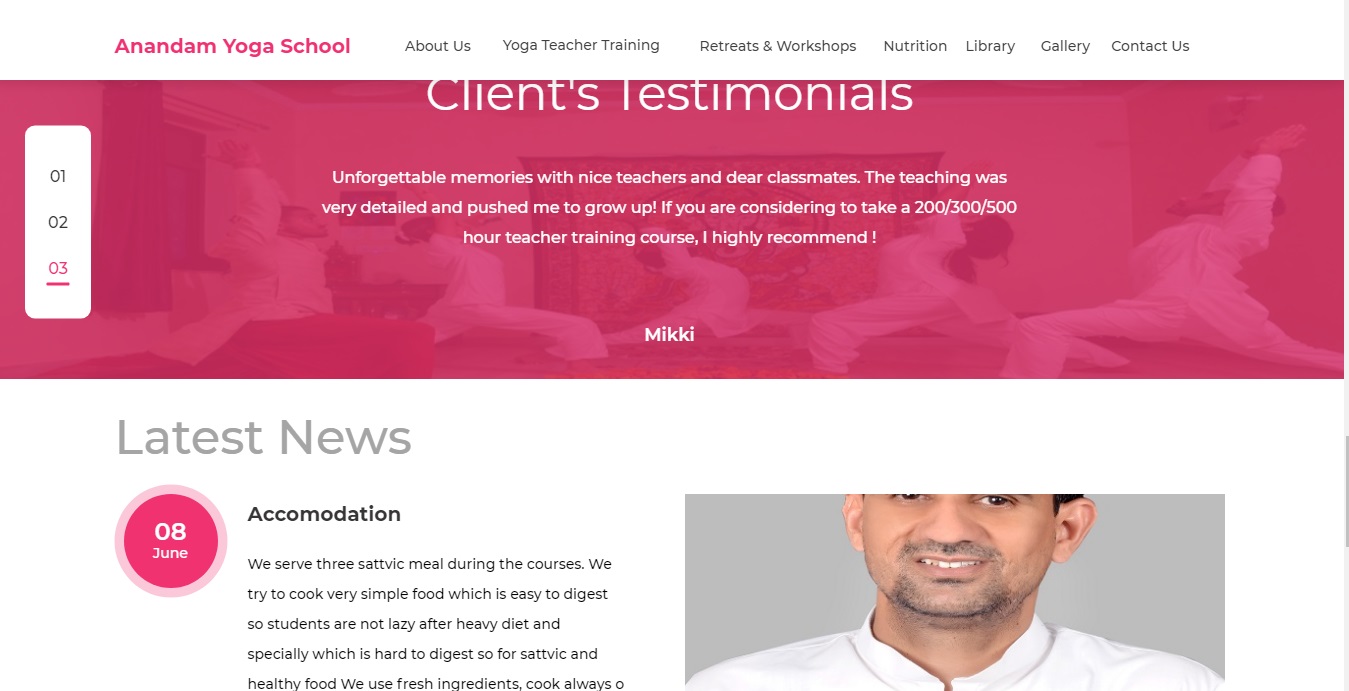 Anandam Yoga School
About Us
Yoga Teacher Training
Retreats & Workshops
Nutrition
Library
Gallery
Contact Us
Client's Testimonials
01
02
03
Unforgettable memories with nice teachers and dear classmates. The teaching was
very detailed and pushed me to grow up! If you are considering to take a 200/300/500
hour teacher training course, I highly recommend !
Mikki
Latest News
08
June
Accomodation
We serve three sattvic meal during the courses. We
try to cook very simple food which is easy to digest
so students are not lazy after heavy diet and
specially which is hard to digest so for sattvic and
healthy food We use fresh ingredients, cook always o